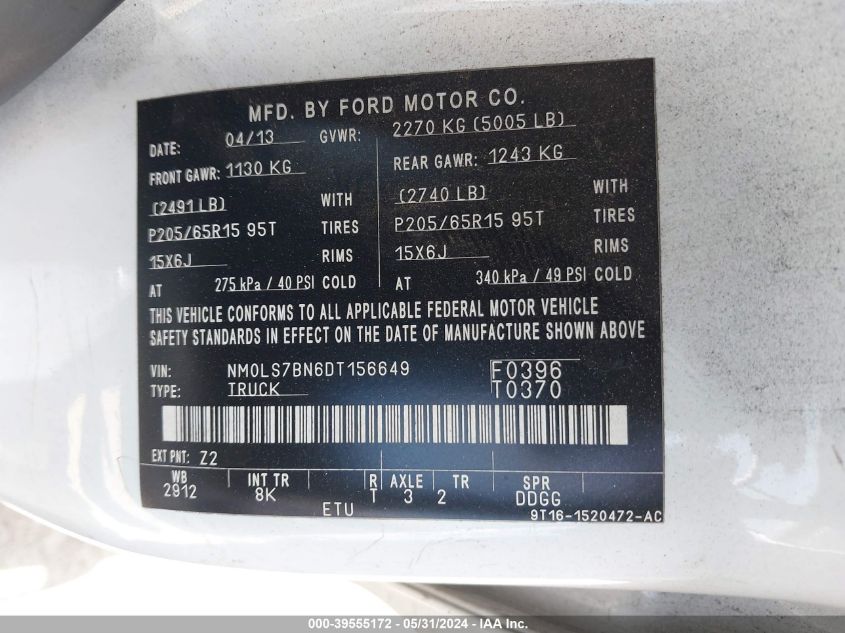 MFD. BY FORD MOTOR CO.
DATE: 04/13 GVWR: 2270 KG (5005 LB)
FRONT GAWR: 1130 KG REAR GAWR: 1243 KG
(2491 LB) WITH (2740 LB) WITH
P205/65R15 95T TIRES P205/65R15 95T TIRES
15X6J RIMS 15X6J RIMS
AT 275 kPa / 40 PSI COLD AT 340 kPa / 49 PSI COLD
THIS VEHICLE CONFORMS TO ALL APPLICABLE FEDERAL MOTOR VEHICLE
SAFETY STANDARDS IN EFFECT ON THE DATE OF MANUFACTURE SHOWN ABOVE
VIN: NM0LS7BN6DT156649 F0396
TYPE: TRUCK T0370
EXT PNT: Z2
WB INT TR R AXLE TR SPR
2912 8K T 3 2 DDGG
ETU
9T16-1520472-AC
000-39555172 - 05/31/2024 - IAA Inc.